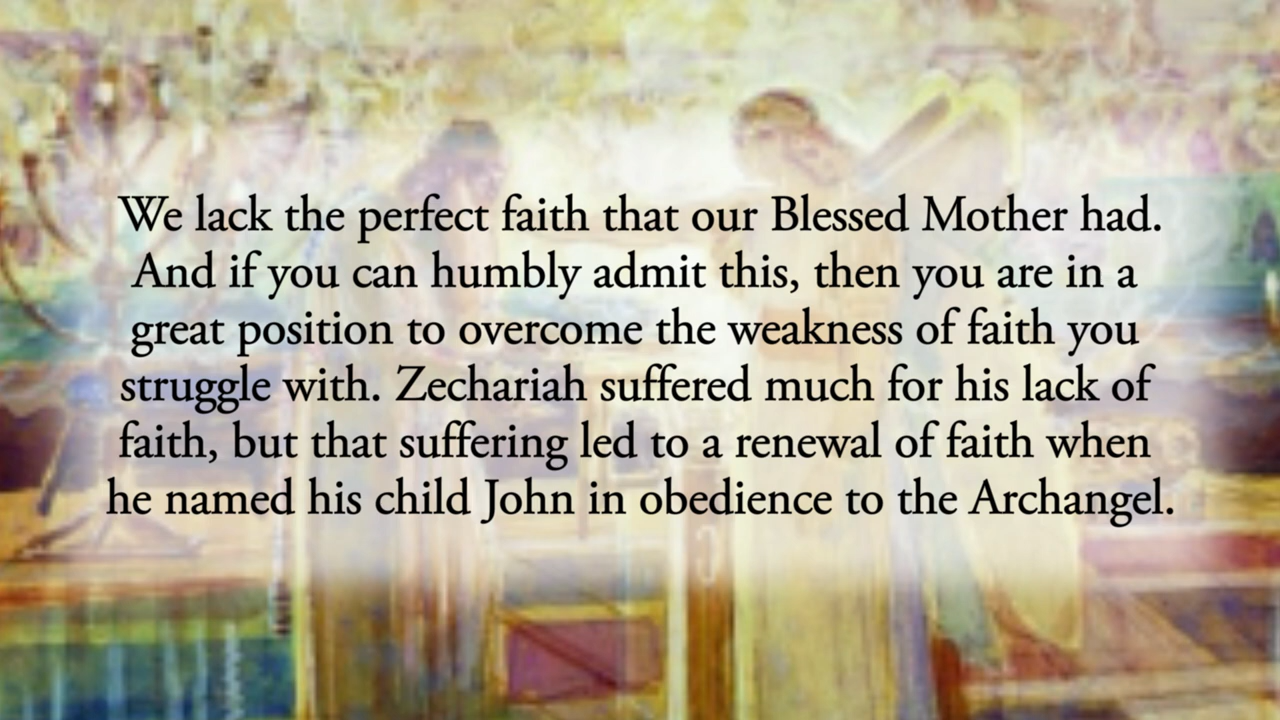 We lack the perfect faith that our Blessed Mother had.
And if you can humbly admit this, then you are in a
great position to overcome the weakness of faith you
struggle with. Zechariah suffered much for his lack of
faith, but that suffering led to a renewal of faith when
he named his child John in obedience to the Archangel.